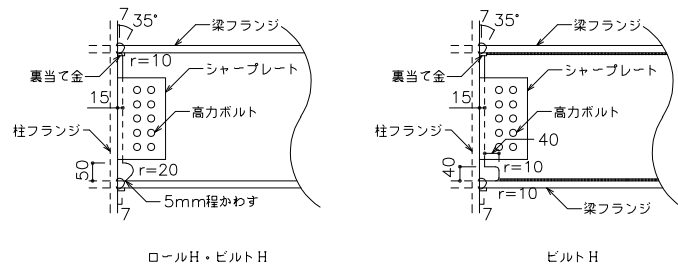 7
35°
梁フランジ
裏当て金
r=10
シャープレート
15
高力ボルト
柱フランジ
50
r=20
5mm程かわす
7
ロールH・ビルトH
7
35°
梁フランジ
裏当て金
シャープレート
15
高力ボルト
柱フランジ
40
40
r=10
r=10
梁フランジ
7
ビルトH